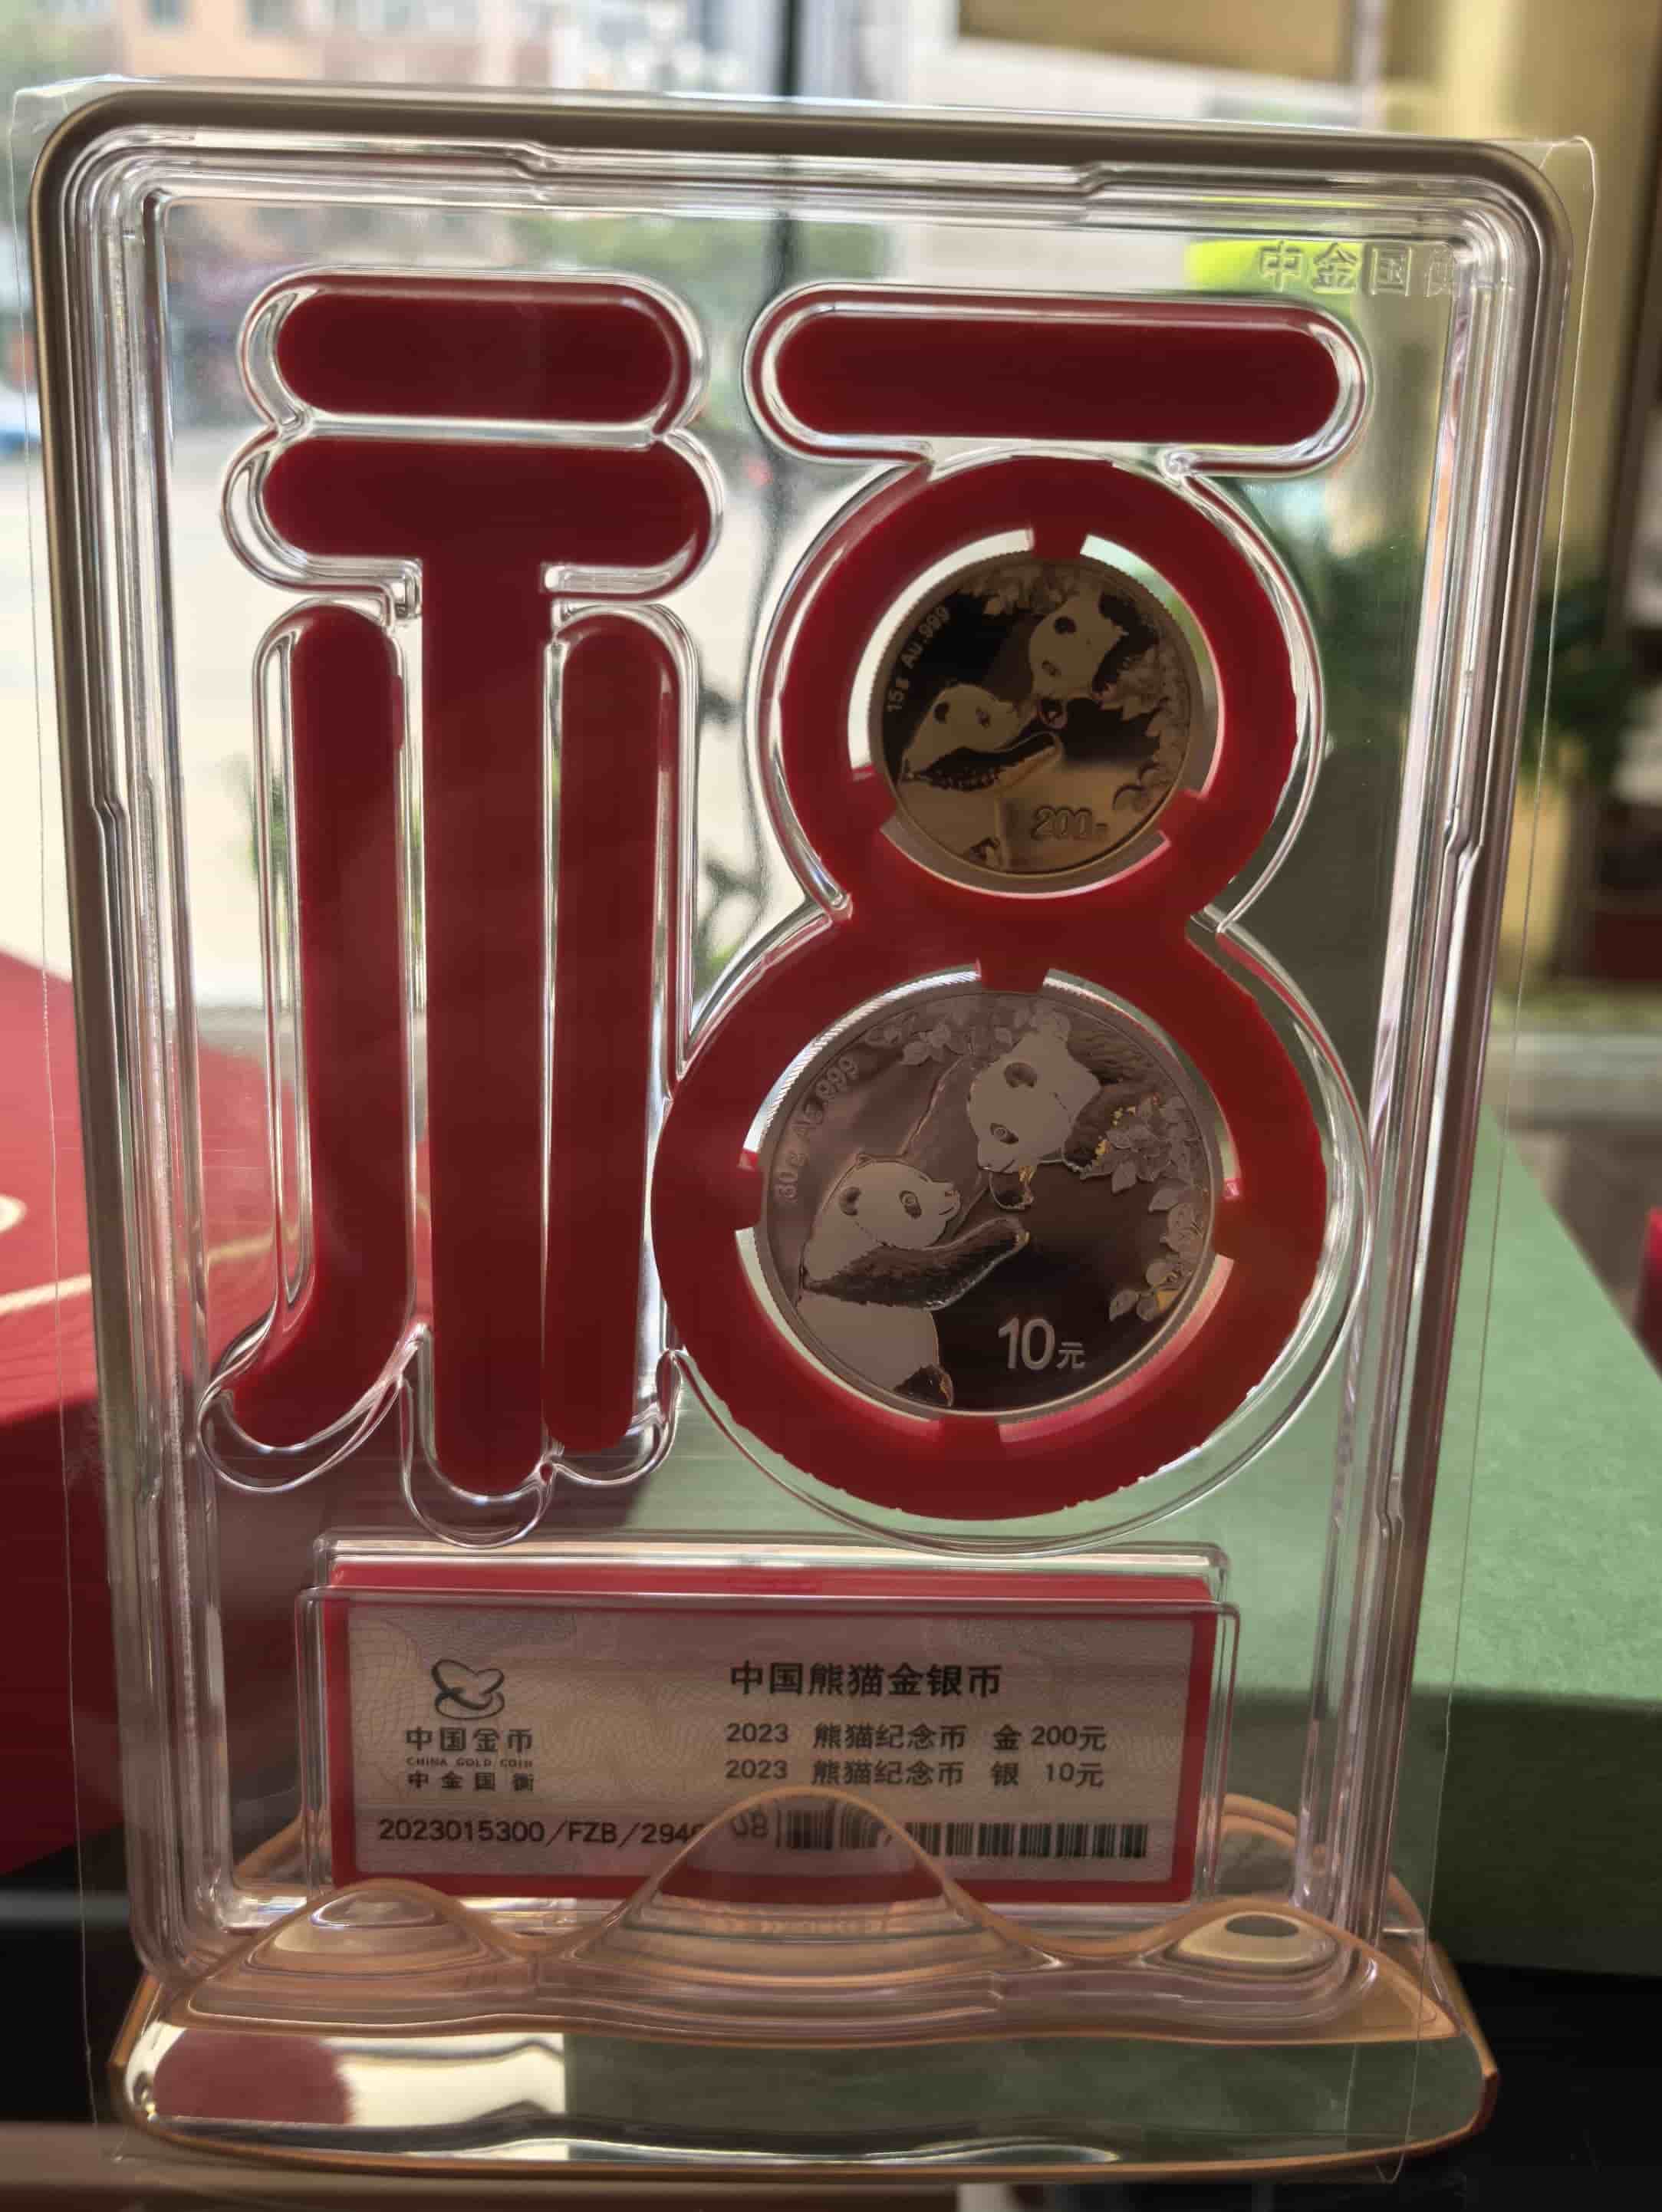 福
中金国衡
15g Au.999
200元
30g Ag.999
10元
中国金币
CHINA GOLD COIN
中金国衡
中国熊猫金银币
2023 熊猫纪念币 金 200元
2023 熊猫纪念币 银 10元
2023015300/FZB/294